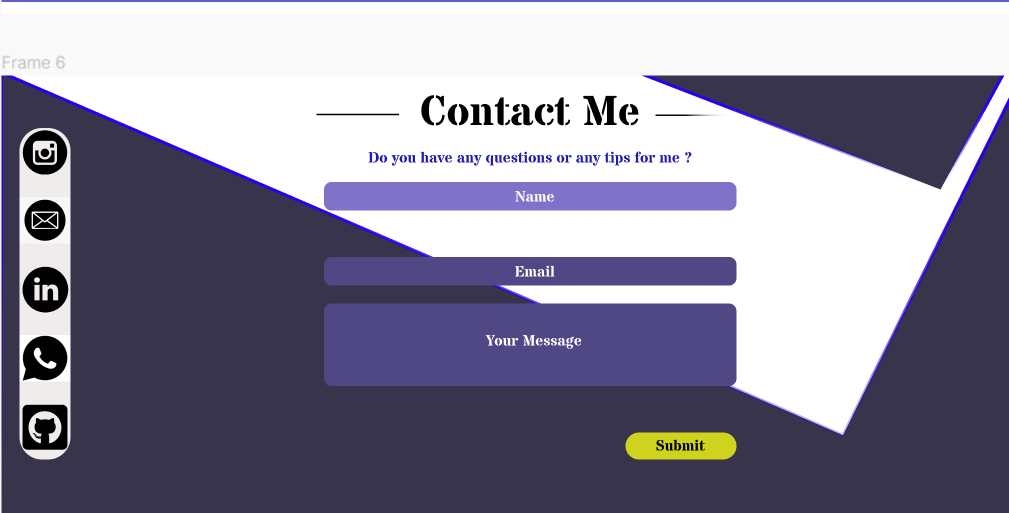 Frame 6
Contact Me
Do you have any questions or any tips for me ?
Name
in
Email
Your Message
Submit